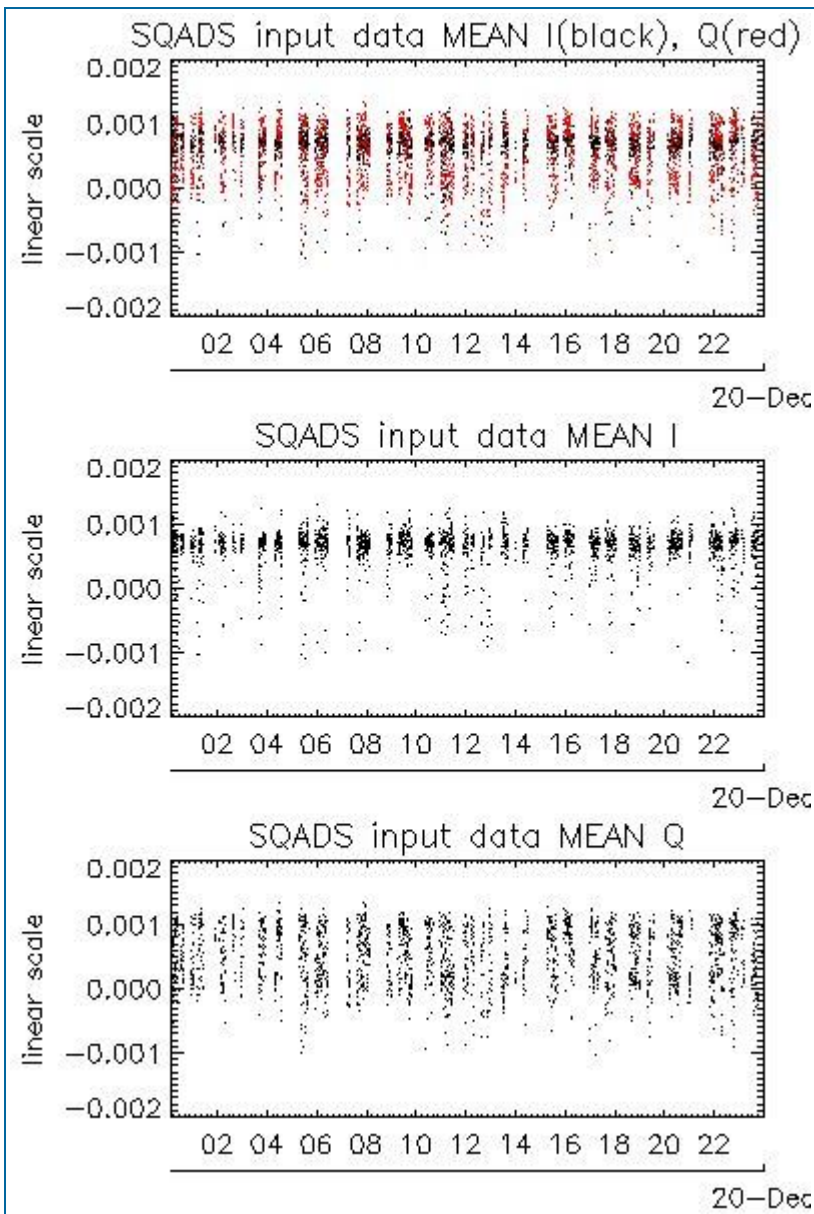 SQADS input data MEAN I(black), Q(red)
linear scale
0.002
0.001
0.000
−0.001
−0.002
02 04 06 08 10 12 14 16 18 20 22
20−Dec
SQADS input data MEAN I
linear scale
0.002
0.001
0.000
−0.001
−0.002
02 04 06 08 10 12 14 16 18 20 22
20−Dec
SQADS input data MEAN Q
linear scale
0.002
0.001
0.000
−0.001
−0.002
02 04 06 08 10 12 14 16 18 20 22
20−Dec